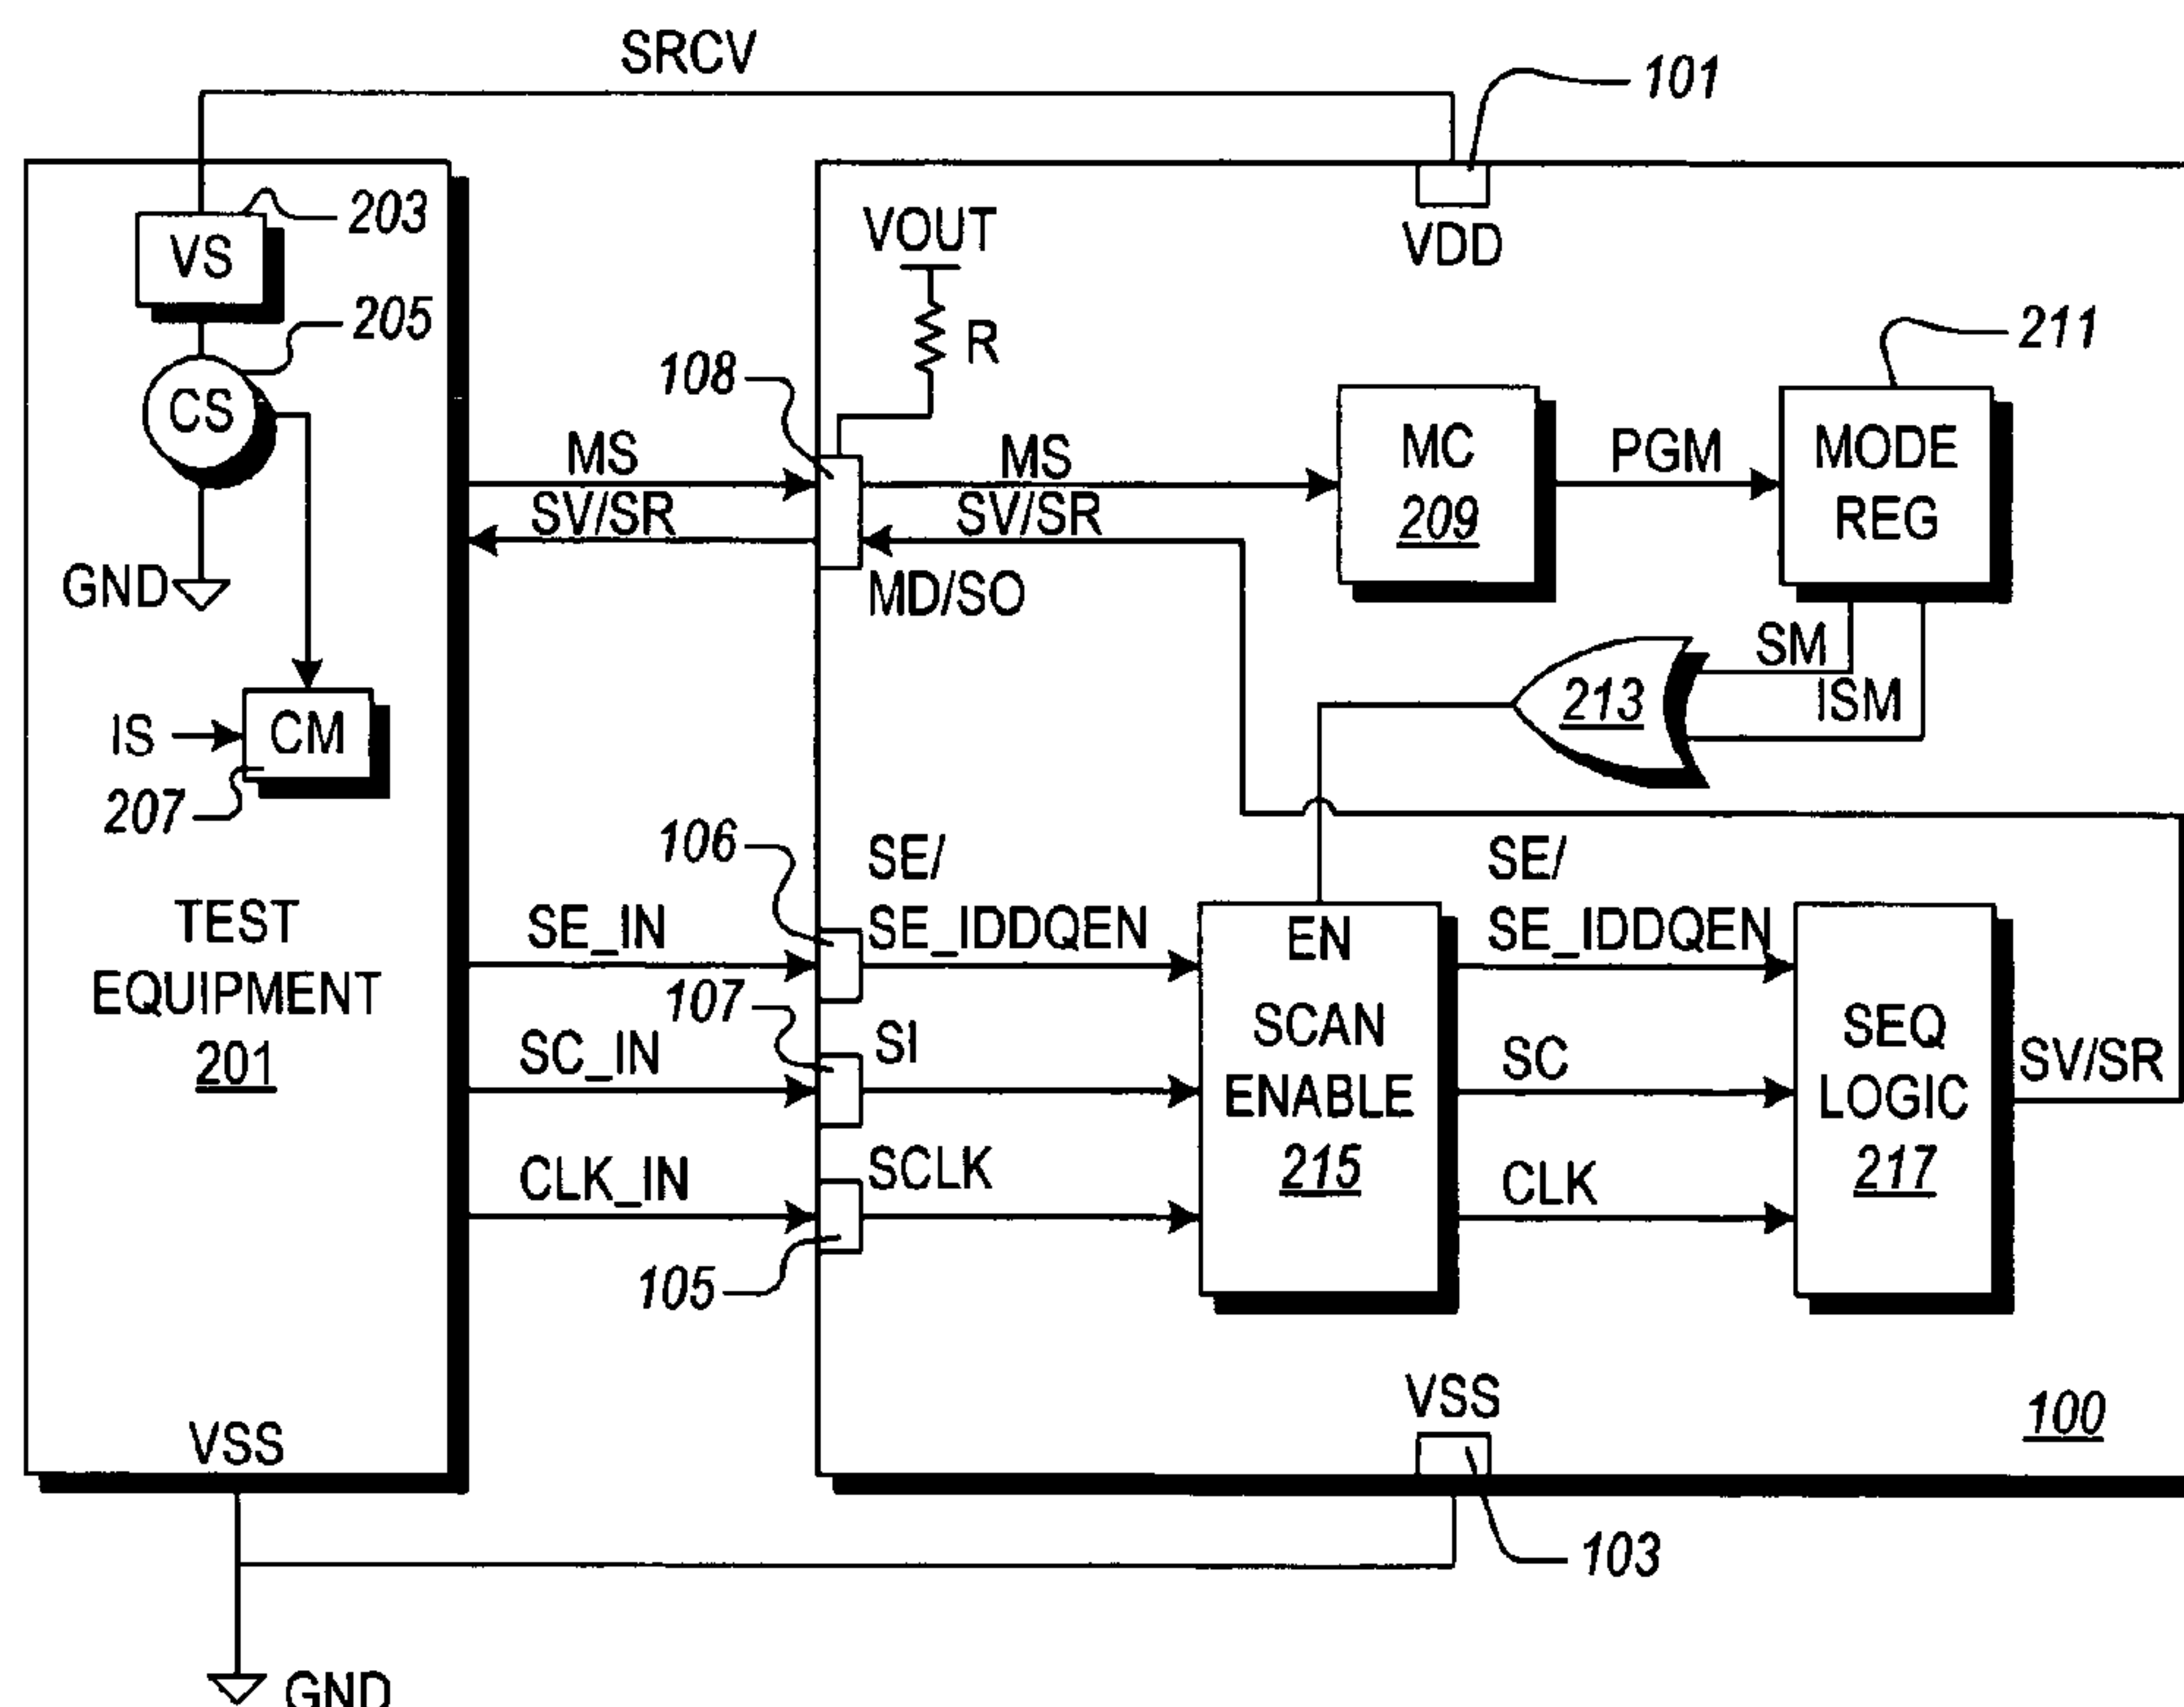 SRCV
101
203
VS
VOUT
VDD
205
R
211
108
CS
MS
MS
MC
209
PGM
MODE
REG
SV/SR
SV/SR
GND
MD/SO
SM
213
ISM
IS
CM
207
106
SE/
SE/
TEST
EQUIPMENT
201
SE_IN
SE_IDDQEN
EN
SE_IDDQEN
107
SC_IN
SI
SCAN
ENABLE
215
SC
SEQ
LOGIC
217
SV/SR
CLK_IN
SCLK
CLK
105
VSS
VSS
100
103
GND